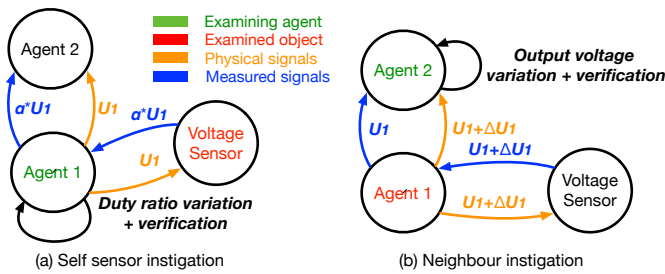 Examining agent
Examined object
Physical signals
Measured signals
Agent 2
α*U1
U1
α*U1
Voltage
Sensor
Agent 1
U1
Duty ratio variation
+ verification
(a) Self sensor instigation
Agent 2
Output voltage
variation + verification
U1
U1+ΔU1
U1+ΔU1
Agent 1
Voltage
Sensor
U1+ΔU1
(b) Neighbour instigation